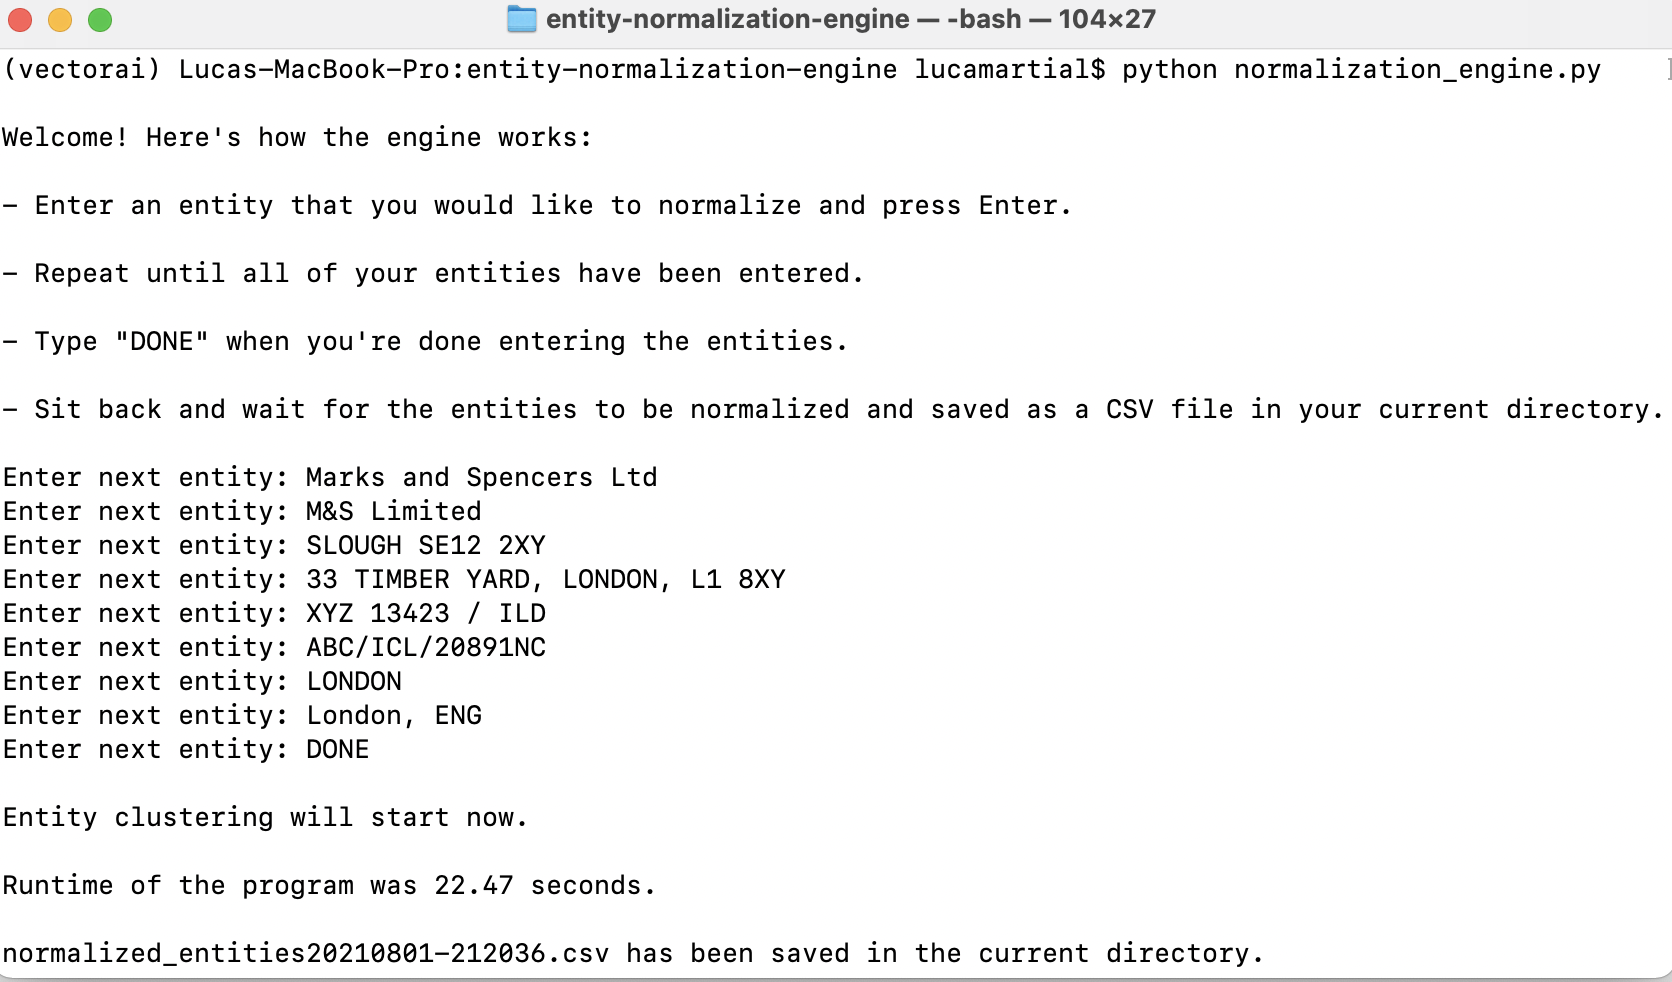 entity-normalization-engine — -bash — 104×27
(vectorai) Lucas-MacBook-Pro:entity-normalization-engine lucamartial$ python normalization_engine.py
Welcome! Here's how the engine works:
- Enter an entity that you would like to normalize and press Enter.
- Repeat until all of your entities have been entered.
- Type "DONE" when you're done entering the entities.
- Sit back and wait for the entities to be normalized and saved as a CSV file in your current directory.
Enter next entity: Marks and Spencers Ltd
Enter next entity: M&S Limited
Enter next entity: SLOUGH SE12 2XY
Enter next entity: 33 TIMBER YARD, LONDON, L1 8XY
Enter next entity: XYZ 13423 / ILD
Enter next entity: ABC/ICL/20891NC
Enter next entity: LONDON
Enter next entity: London, ENG
Enter next entity: DONE
Entity clustering will start now.
Runtime of the program was 22.47 seconds.
normalized_entities20210801-212036.csv has been saved in the current directory.